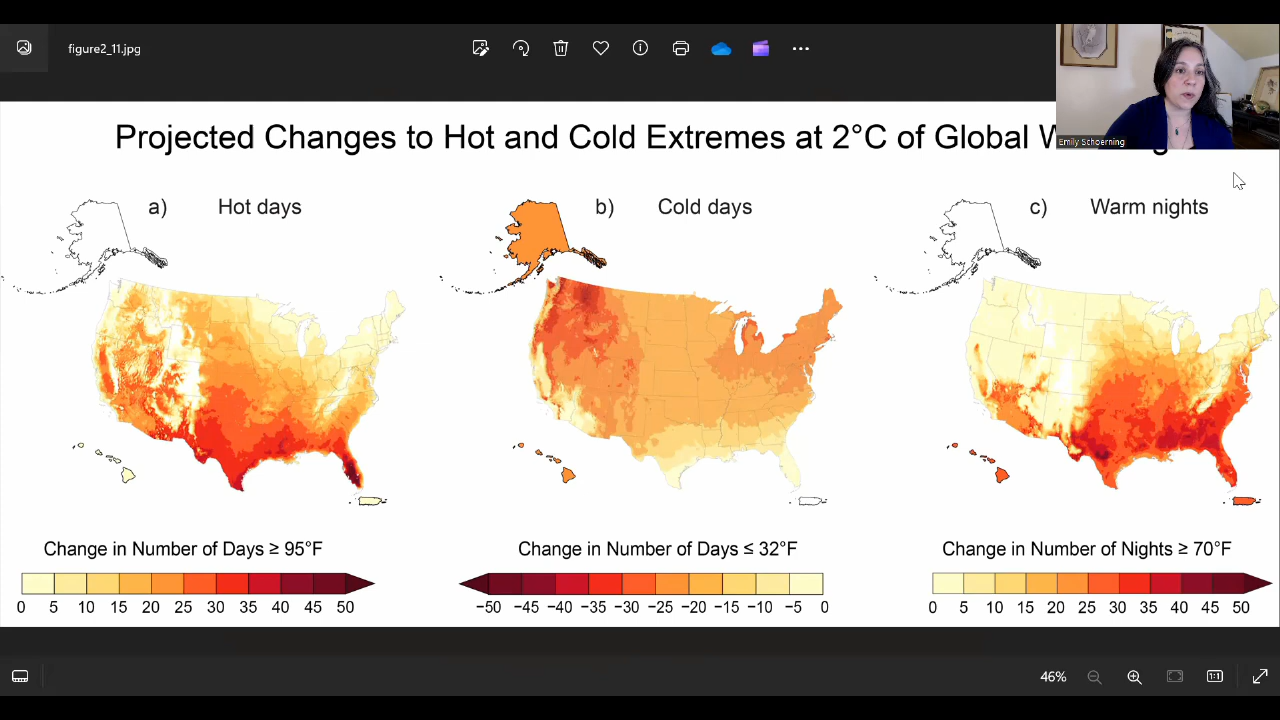 figure2_11.jpg
Emily Schoerning
Projected Changes to Hot and Cold Extremes at 2°C of Global
a) Hot days
b) Cold days
c) Warm nights
Change in Number of Days ≥ 95°F
0 5 10 15 20 25 30 35 40 45 50
Change in Number of Days ≤ 32°F
−50 −45 −40 −35 −30 −25 −20 −15 −10 −5 0
Change in Number of Nights ≥ 70°F
0 5 10 15 20 25 30 35 40 45 50
46%
1:1